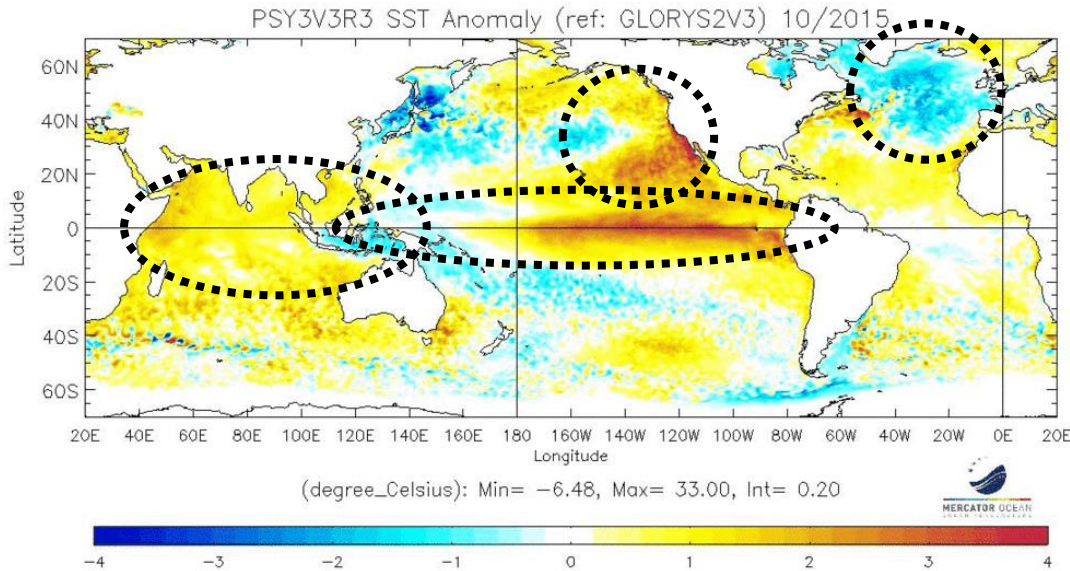 PSY3V3R3 SST Anomaly (ref: GLORYS2V3) 10/2015
Latitude
60N
40N
20N
0
20S
40S
60S
20E 40E 60E 80E 100E 120E 140E 160E 180 160W 140W 120W 100W 80W 60W 40W 20W 0E 20E
Longitude
(degree_Celsius): Min= -6.48, Max= 33.00, Int= 0.20
MERCATOR OCEAN
-4 -3 -2 -1 0 1 2 3 4